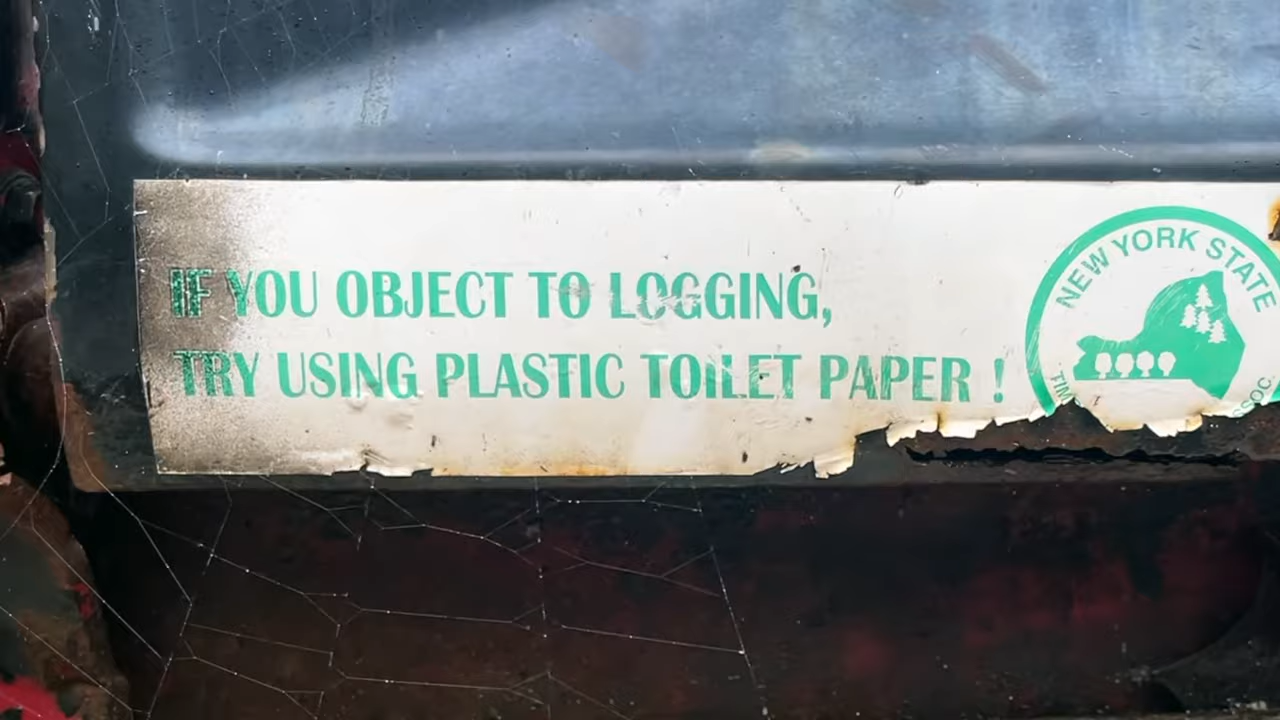 IF YOU OBJECT TO LOGGING,
TRY USING PLASTIC TOILET PAPER !
NEW YORK STATE